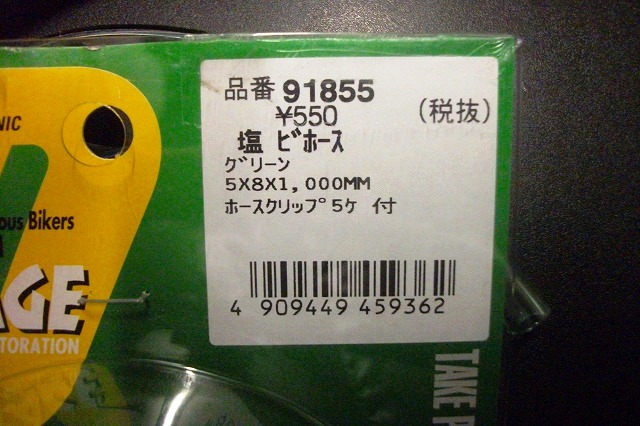 品番 91855
¥550 (税抜)
塩 ビホース
グリーン
5X8X1,000MM
ホースクリップ5ケ 付
4 909449 459362
NIC
ous Bikers
AGE
TORATION
TAKE P